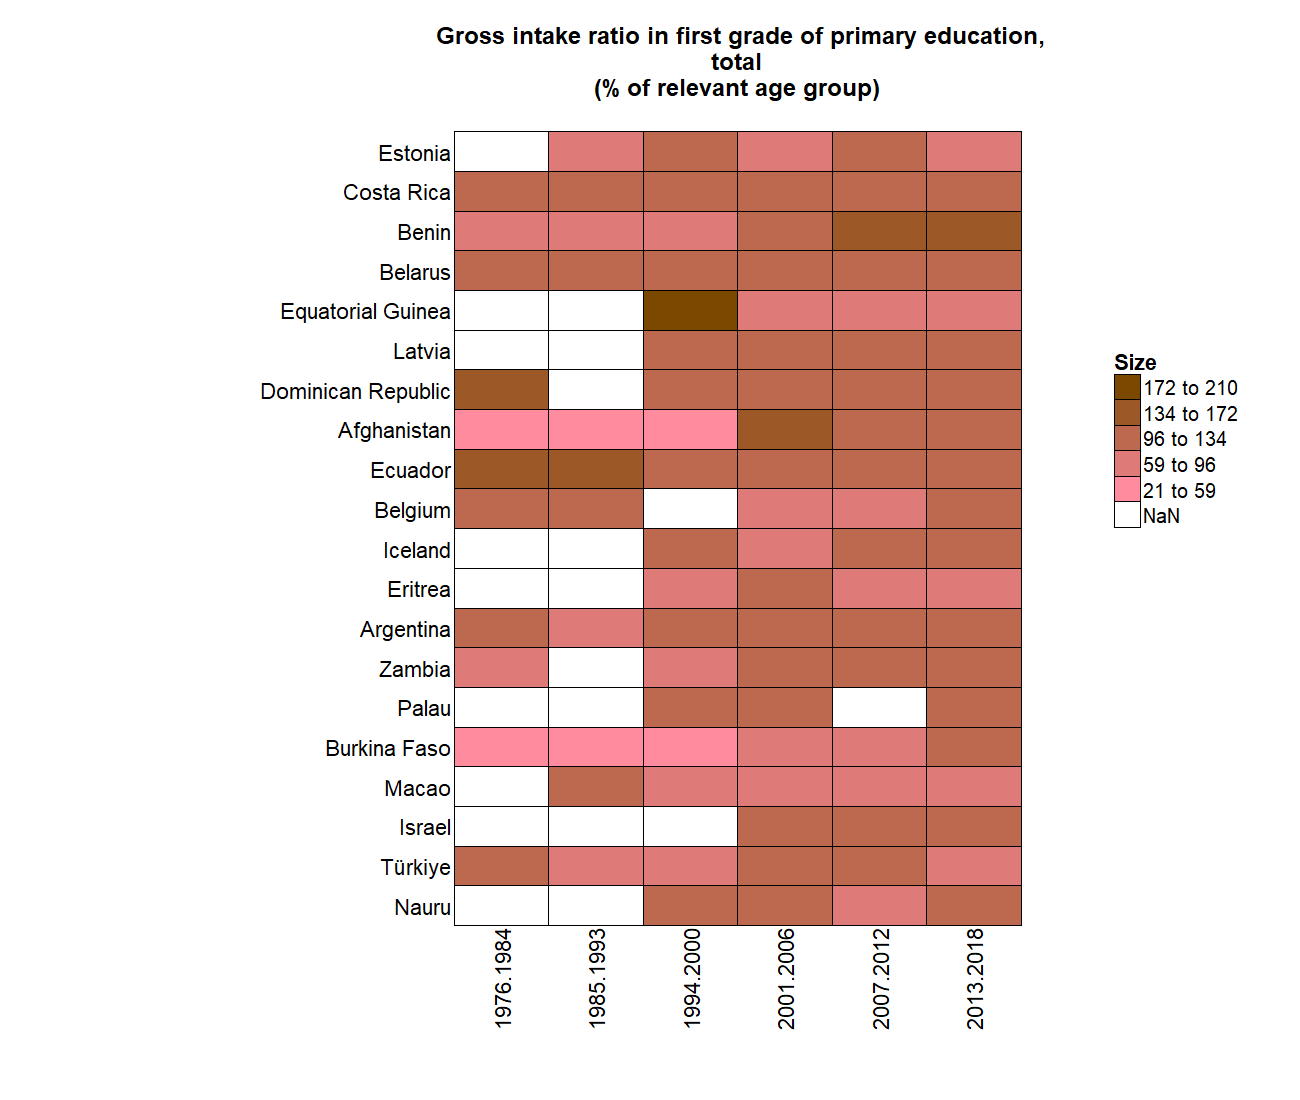 Gross intake ratio in first grade of primary education,
total
(% of relevant age group)
Estonia
Costa Rica
Benin
Belarus
Equatorial Guinea
Latvia
Dominican Republic
Afghanistan
Ecuador
Belgium
Iceland
Eritrea
Argentina
Zambia
Palau
Burkina Faso
Macao
Israel
Türkiye
Nauru
1976.1984
1985.1993
1994.2000
2001.2006
2007.2012
2013.2018
Size
172 to 210
134 to 172
96 to 134
59 to 96
21 to 59
NaN